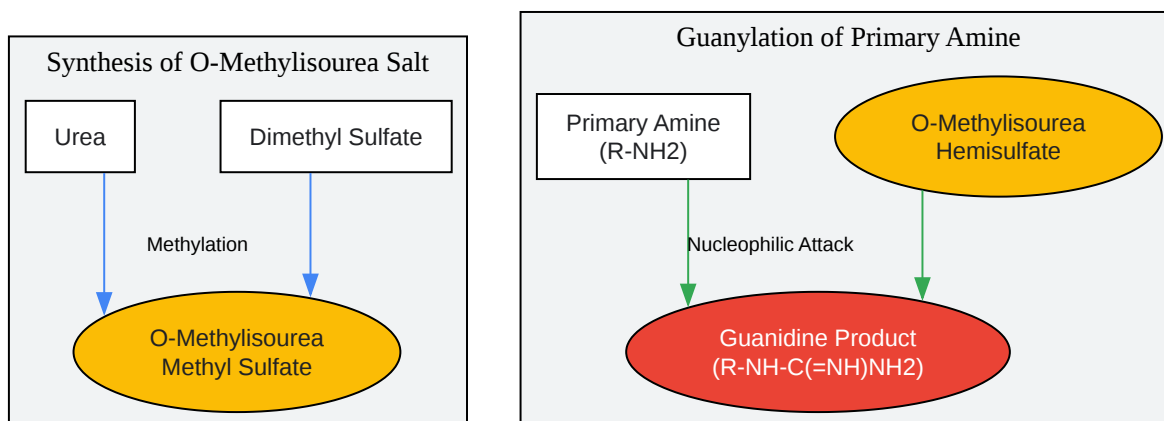 Synthesis of O-Methylisourea Salt
Urea
Dimethyl Sulfate
Methylation
O-Methylisourea
Methyl Sulfate
Guanylation of Primary Amine
Primary Amine
(R-NH2)
O-Methylisourea
Hemisulfate
Nucleophilic Attack
Guanidine Product
(R-NH-C(=NH)NH2)